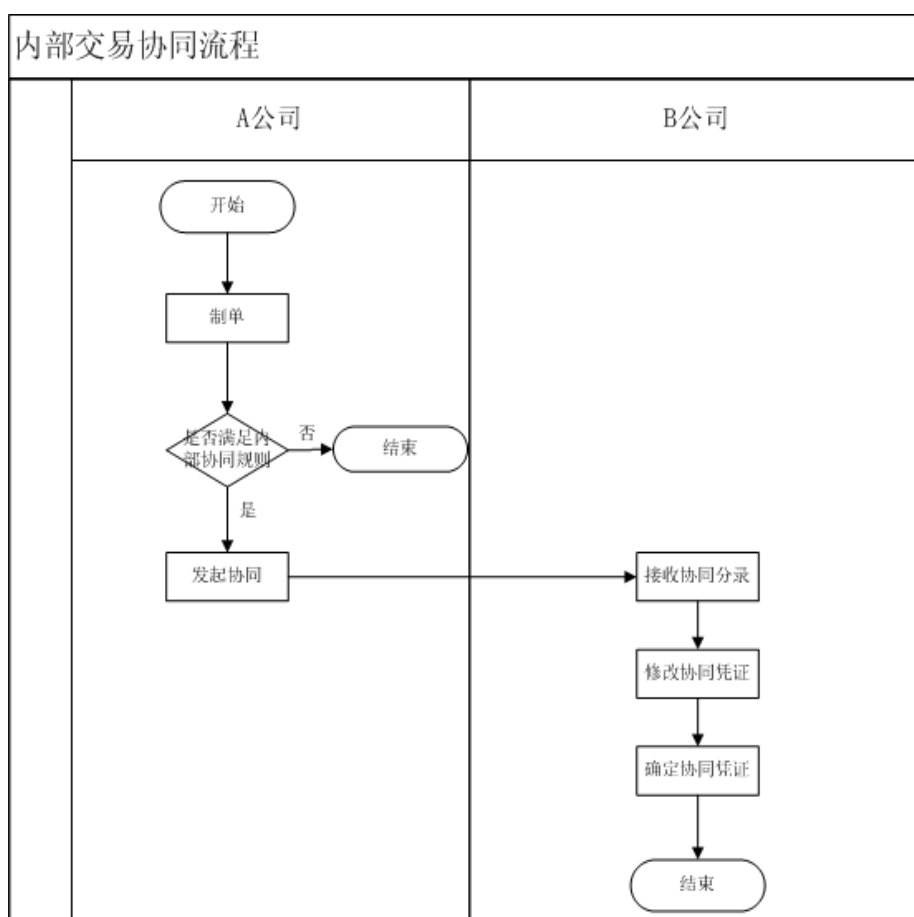 内部交易协同流程
A公司
B公司
开始
制单
是否满足内
部协同规则
否
结束
是
发起协同
接收协同分录
修改协同凭证
确定协同凭证
结束